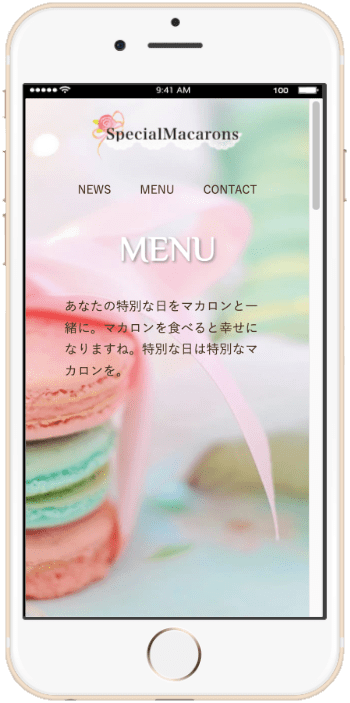 9:41 AM
100
SpecialMacarons
NEWS MENU CONTACT
MENU
あなたの特別な日をマカロンと一
緒に。マカロンを食べると幸せに
なりますね。特別な日は特別なマ
カロンを。